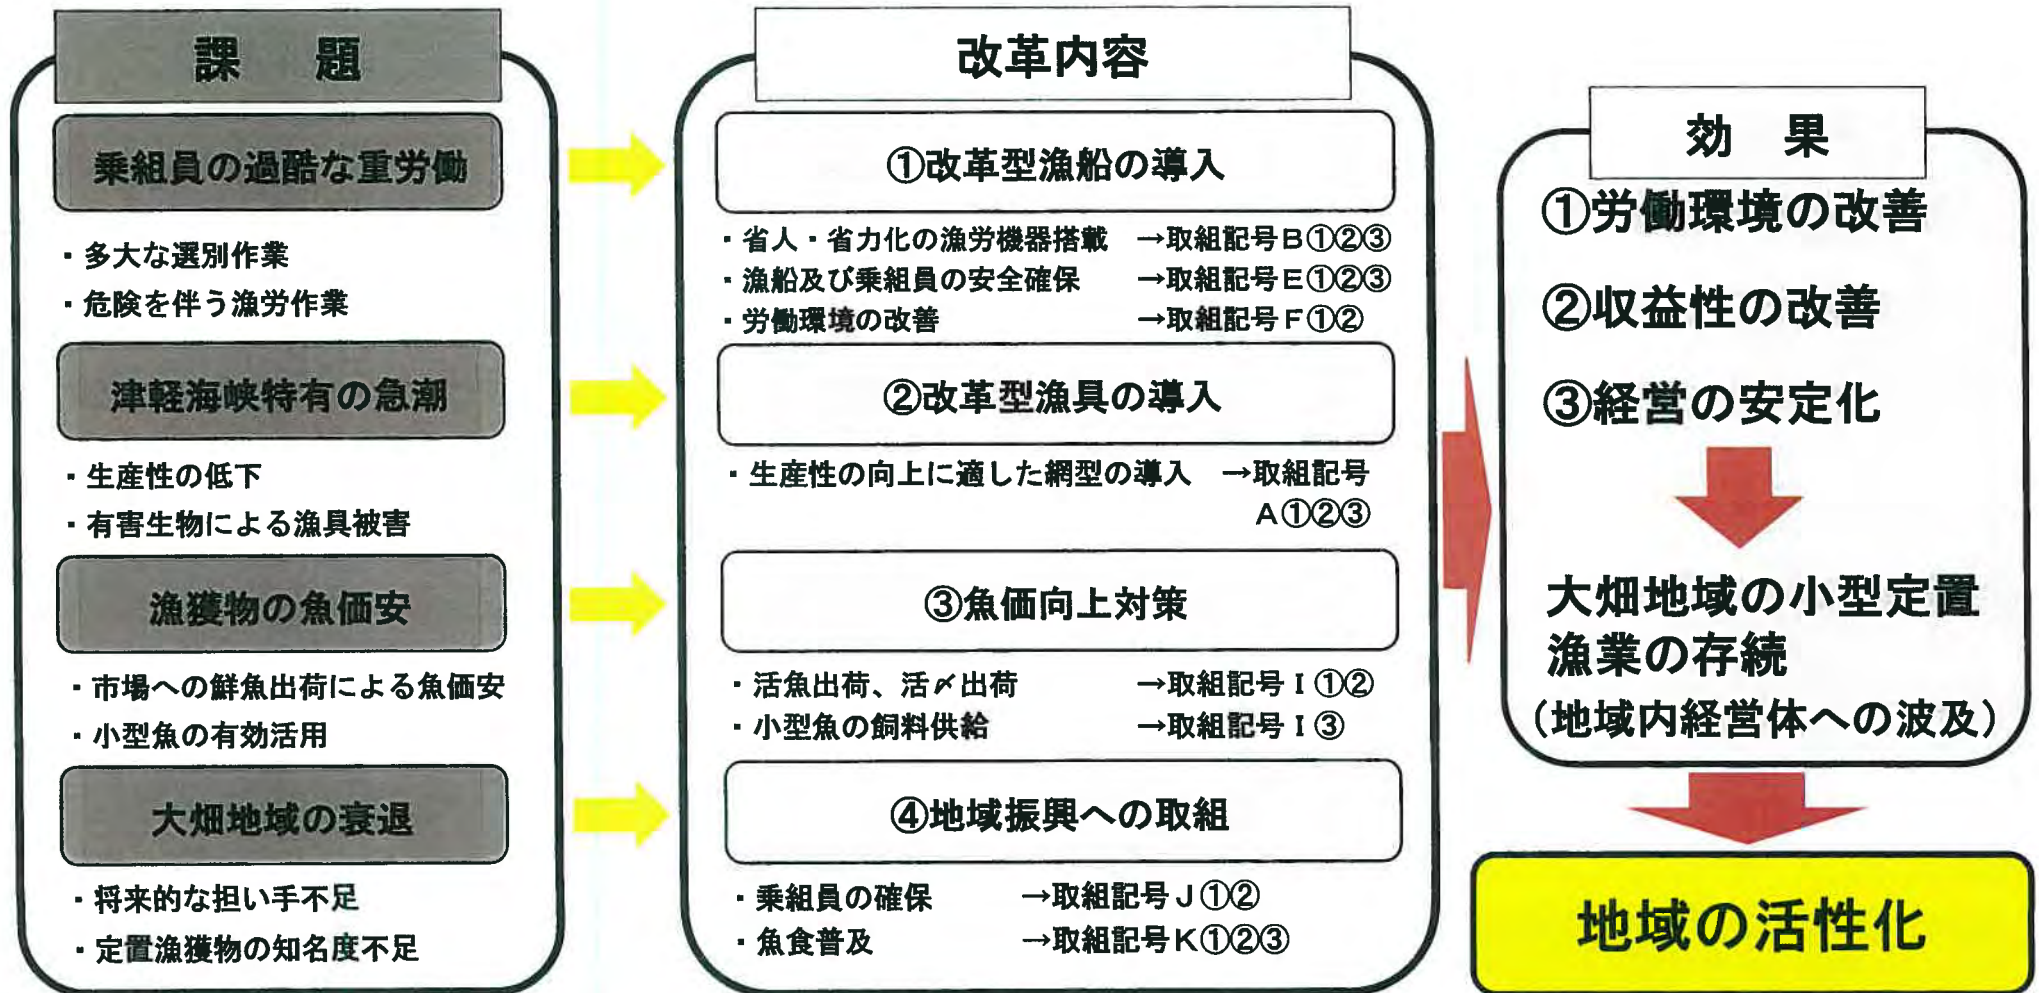 課　題
乗組員の過酷な重労働
・多大な選別作業
・危険を伴う漁労作業
津軽海峡特有の急潮
・生産性の低下
・有害生物による漁具被害
漁獲物の魚価安
・市場への鮮魚出荷による魚価安
・小型魚の有効活用
大畑地域の衰退
・将来的な担い手不足
・定置漁獲物の知名度不足
改革内容
①改革型漁船の導入
・省人・省力化の漁労機器搭載　→取組記号Ｂ①②③
・漁船及び乗組員の安全確保　→取組記号Ｅ①②③
・労働環境の改善　→取組記号Ｆ①②
②改革型漁具の導入
・生産性の向上に適した網型の導入　→取組記号
Ａ①②③
③魚価向上対策
・活魚出荷、活〆出荷　→取組記号Ｉ①②
・小型魚の飼料供給　→取組記号Ｉ③
④地域振興への取組
・乗組員の確保　→取組記号Ｊ①②
・魚食普及　→取組記号Ｋ①②③
効　果
①労働環境の改善
②収益性の改善
③経営の安定化
大畑地域の小型定置
漁業の存続
（地域内経営体への波及）
地域の活性化